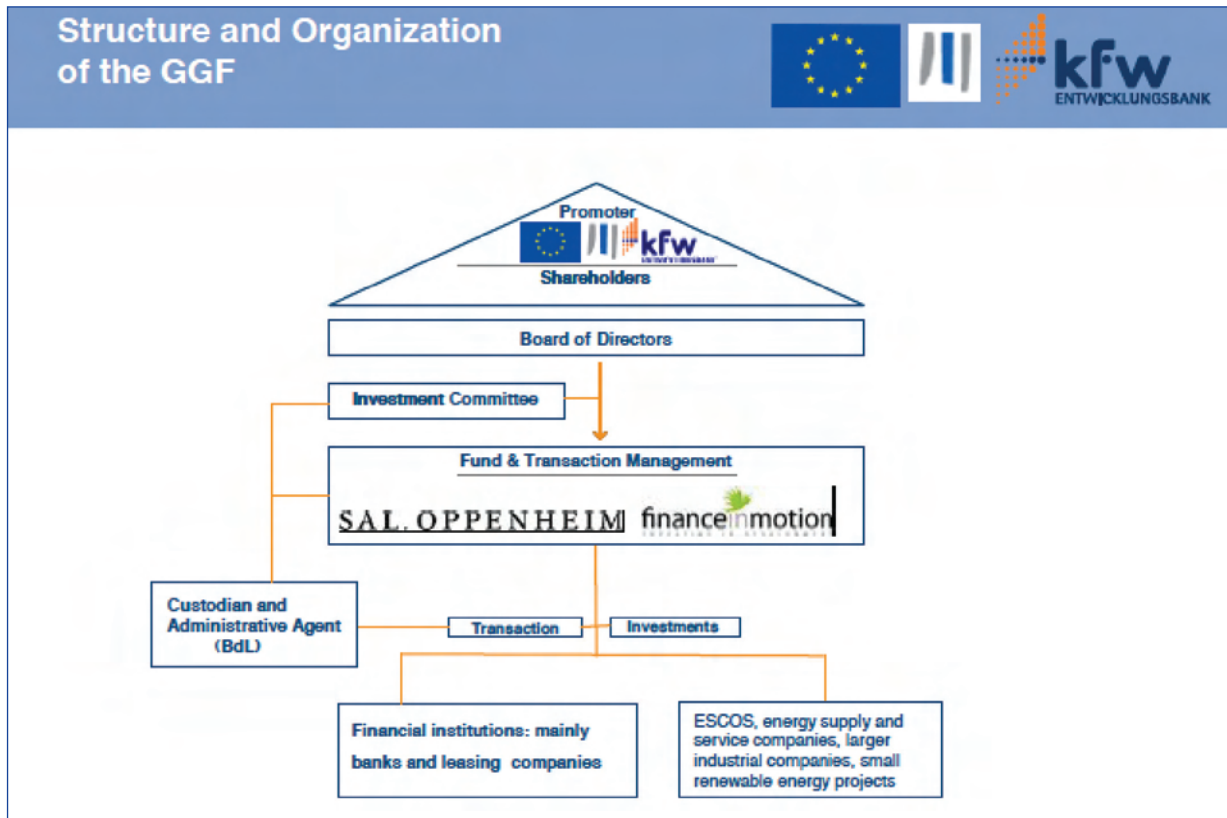 Structure and Organization
of the GGF
kfw
ENTWICKLUNGSBANK
Promoter
kfw
ENTWICKLUNGSBANK
Shareholders
Board of Directors
Investment Committee
Fund & Transaction Management
SAL. OPPENHEIM
financeinmotion
Custodian and
Administrative Agent
(BdL)
Transaction
Investments
Financial institutions: mainly
banks and leasing companies
ESCOS, energy supply and
service companies, larger
industrial companies, small
renewable energy projects